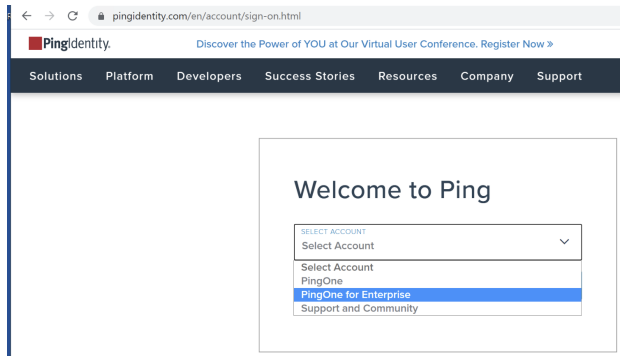 pingidentity.com/en/account/sign-on.html
PingIdentity. Discover the Power of YOU at Our Virtual User Conference. Register Now »
Solutions Platform Developers Success Stories Resources Company Support
Welcome to Ping
SELECT ACCOUNT
Select Account
Select Account
PingOne
PingOne for Enterprise
Support and Community